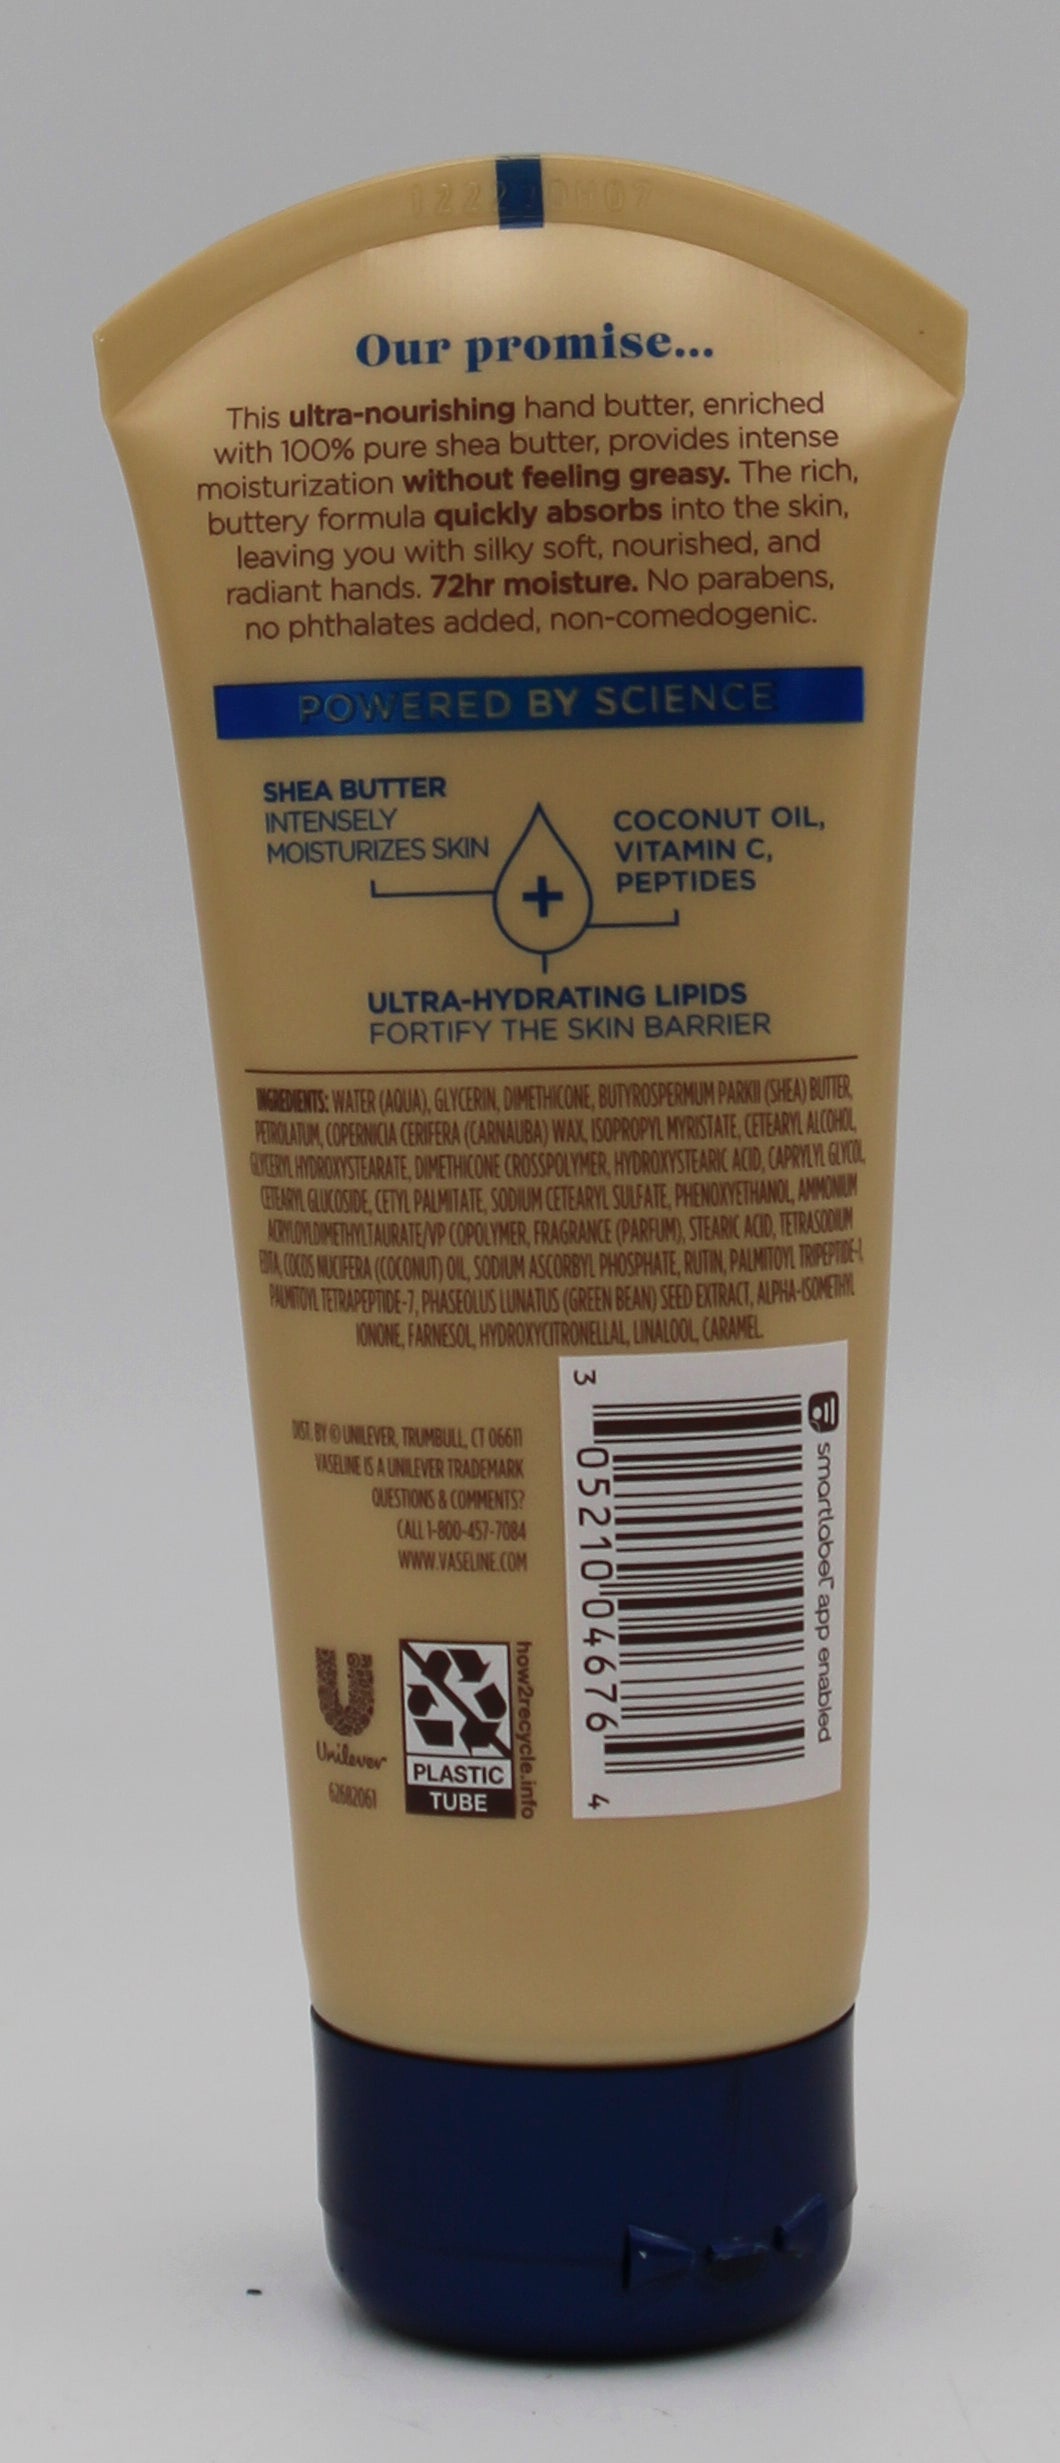 Our promise...
This ultra-nourishing hand butter, enriched
with 100% pure shea butter, provides intense
moisturization without feeling greasy. The rich,
buttery formula quickly absorbs into the skin,
leaving you with silky soft, nourished, and
radiant hands. 72hr moisture. No parabens,
no phthalates added, non-comedogenic.
POWERED BY SCIENCE
SHEA BUTTER
INTENSELY
MOISTURIZES SKIN
COCONUT OIL,
VITAMIN C,
PEPTIDES
ULTRA-HYDRATING LIPIDS
FORTIFY THE SKIN BARRIER
INGREDIENTS: WATER (AQUA), GLYCERIN, DIMETHICONE, BUTYROSPERMUM PARKII (SHEA) BUTTER,
PETROLATUM, COPERNICIA CERIFERA (CARNAUBA) WAX, ISOPROPYL MYRISTATE, CETEARYL ALCOHOL,
GLYCERYL HYDROXYSTEARATE, DIMETHICONE CROSSPOLYMER, HYDROXYSTEARIC ACID, CAPRYLYL GLYCOL,
CETEARYL GLUCOSIDE, CETYL PALMITATE, SODIUM CETEARYL SULFATE, PHENOXYETHANOL, AMMONIUM
ACRYLOYLDIMETHYLTAURATE/VP COPOLYMER, FRAGRANCE (PARFUM), STEARIC ACID, TETRASODIUM
EDTA, COCOS NUCIFERA (COCONUT) OIL, SODIUM ASCORBYL PHOSPHATE, RUTIN, PALMITOYL TRIPEPTIDE-1,
PALMITOYL TETRAPEPTIDE-7, PHASEOLUS LUNATUS (GREEN BEAN) SEED EXTRACT, ALPHA-ISOMETHYL
IONONE, FARNESOL, HYDROXYCITRONELLAL, LINALOOL, CARAMEL.
DIST. BY © UNILEVER, TRUMBULL, CT 06611
VASELINE IS A UNILEVER TRADEMARK
QUESTIONS & COMMENTS?
CALL 1-800-457-7084
WWW.VASELINE.COM
Unilever
62682061
PLASTIC
TUBE
how2recycle.info
3 05210 04676 4
smartlabel app enabled